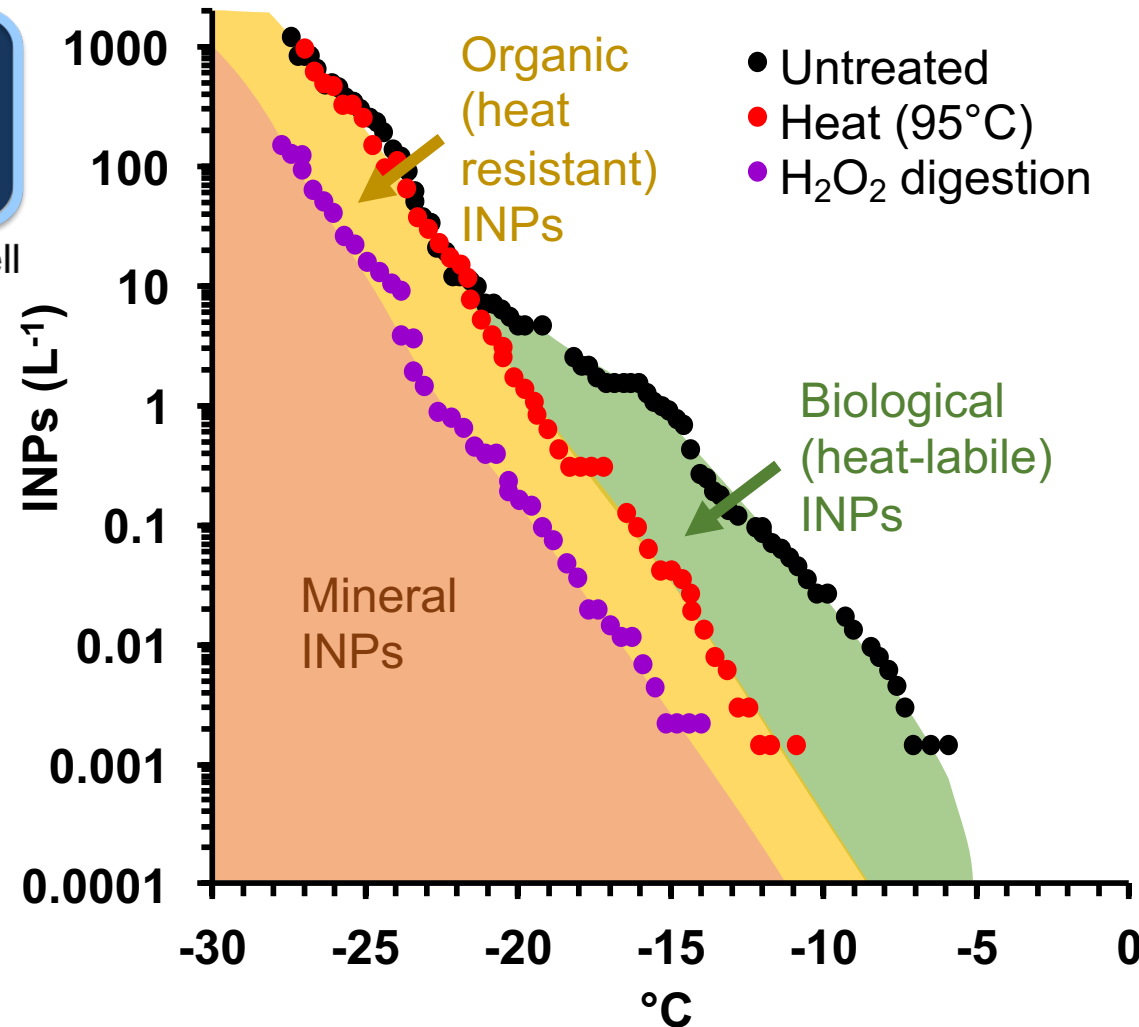 ell
INPs (L⁻¹)
1000
100
10
1
0.1
0.01
0.001
0.0001
Organic
(heat
resistant)
INPs
Untreated
Heat (95°C)
H₂O₂ digestion
Biological
(heat-labile)
INPs
Mineral
INPs
-30 -25 -20 -15 -10 -5 0
°C